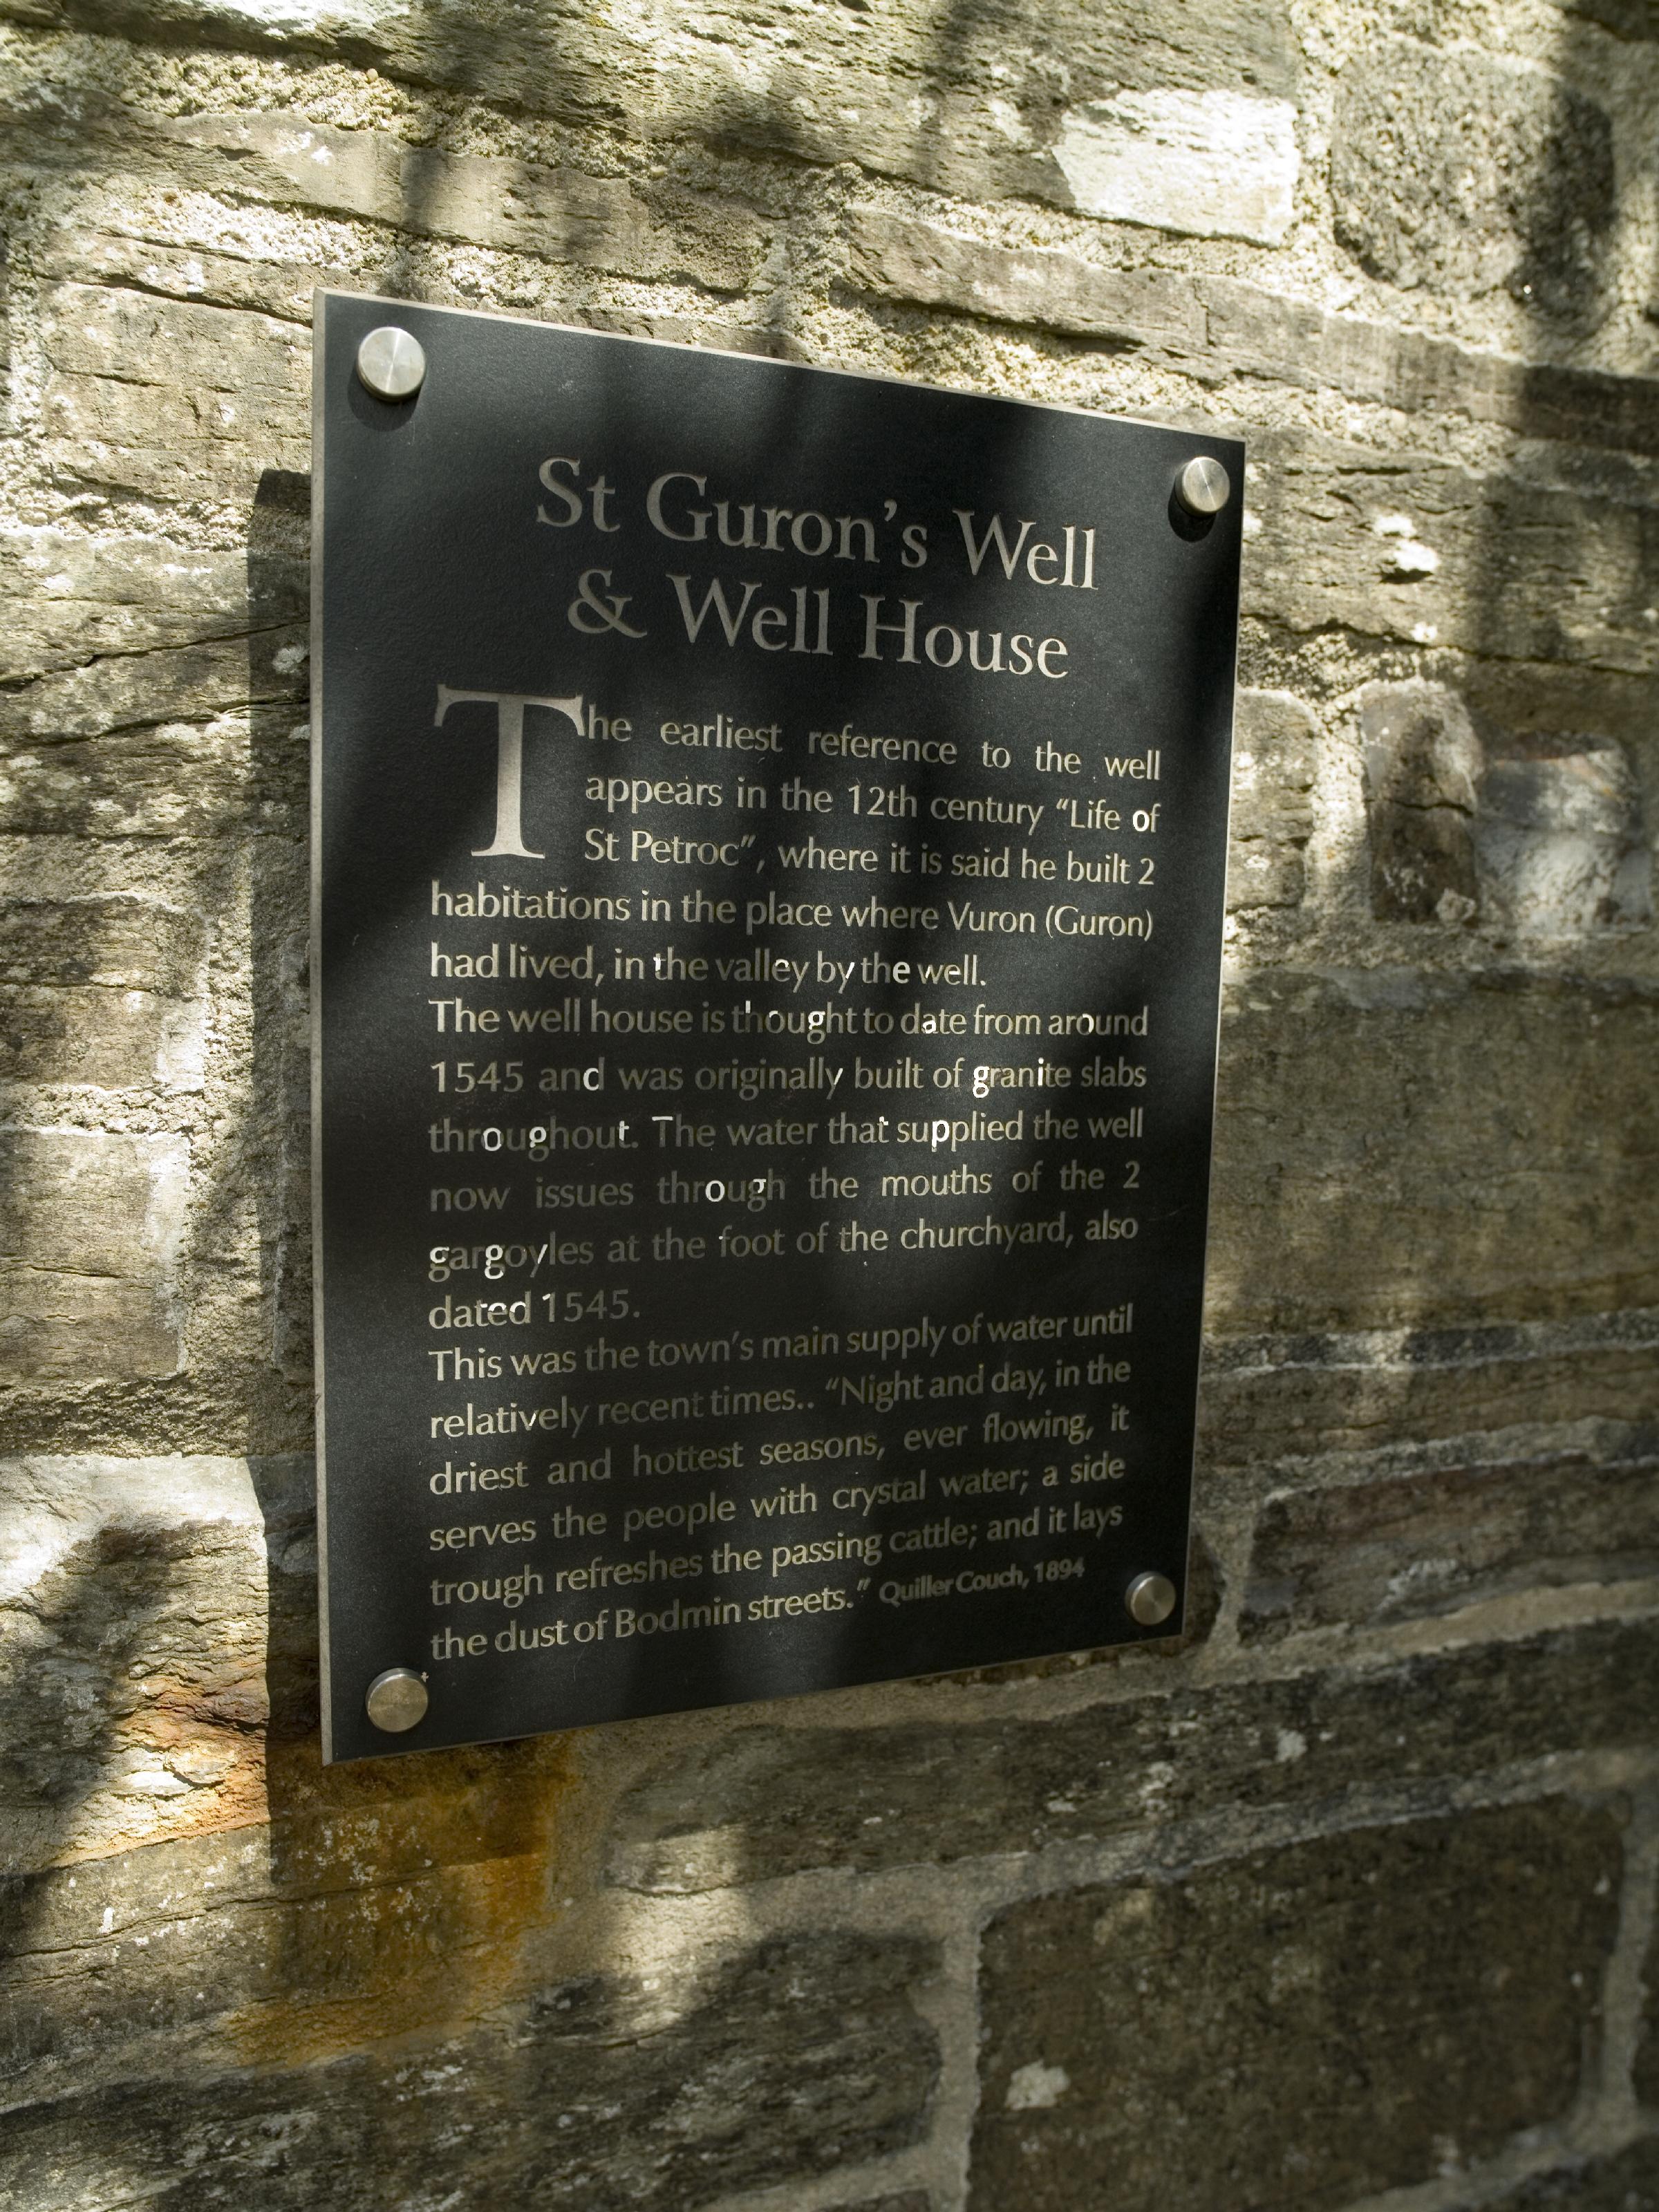 St Guron's Well
& Well House
The earliest reference to the well
appears in the 12th century "Life of
St Petroc", where it is said he built 2
habitations in the place where Vuron (Guron)
had lived, in the valley by the well.
The well house is thought to date from around
1545 and was originally built of granite slabs
throughout. The water that supplied the well
now issues through the mouths of the 2
gargoyles at the foot of the churchyard, also
dated 1545.
This was the town's main supply of water until
relatively recent times.. "Night and day, in the
driest and hottest seasons, ever flowing, it
serves the people with crystal water; a side
trough refreshes the passing cattle; and it lays
the dust of Bodmin streets." Quiller Couch, 1894